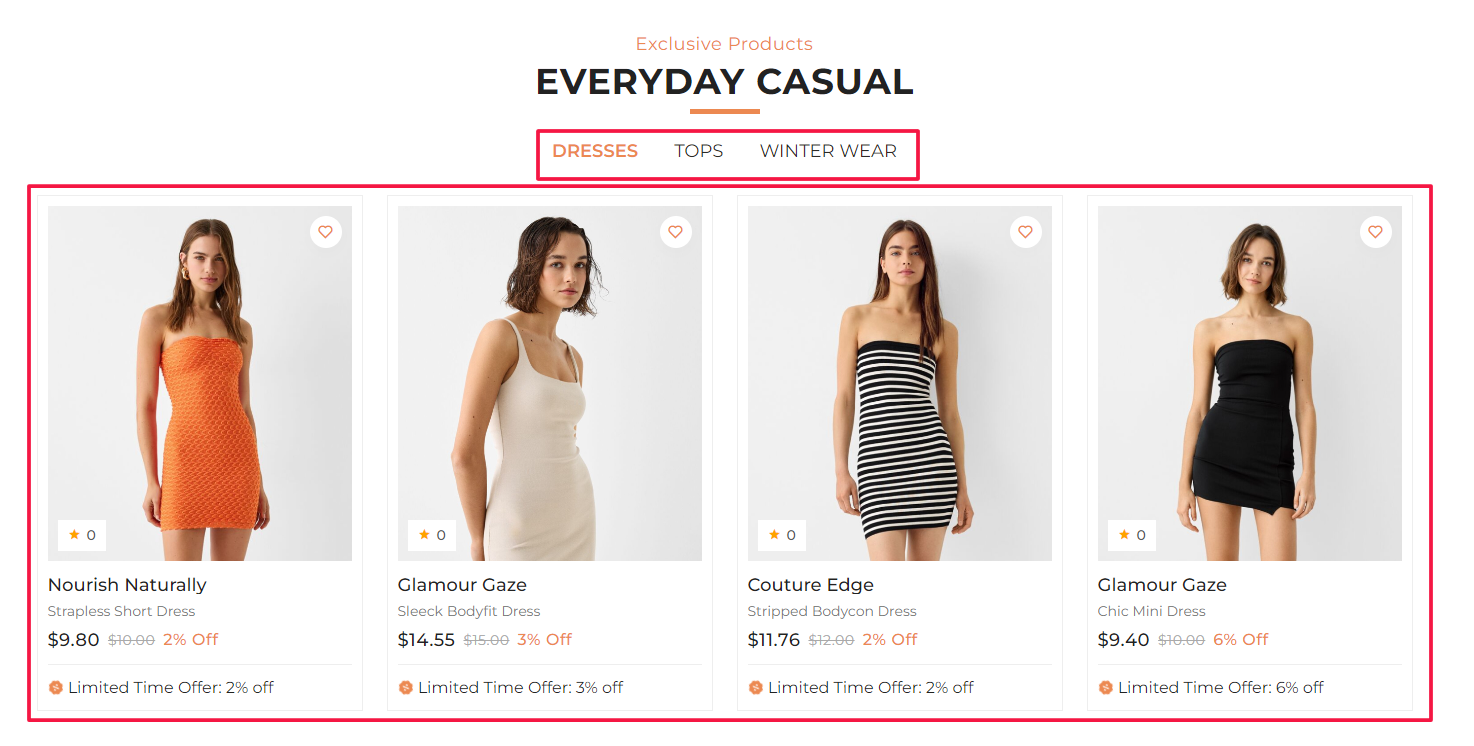 Exclusive Products
EVERYDAY CASUAL
DRESSES TOPS WINTER WEAR
0
0
0
0
Nourish Naturally
Strapless Short Dress
$9.80 $10.00 2% Off
Limited Time Offer: 2% off
Glamour Gaze
Sleeck Bodyfit Dress
$14.55 $15.00 3% Off
Limited Time Offer: 3% off
Couture Edge
Stripped Bodycon Dress
$11.76 $12.00 2% Off
Limited Time Offer: 2% off
Glamour Gaze
Chic Mini Dress
$9.40 $10.00 6% Off
Limited Time Offer: 6% off